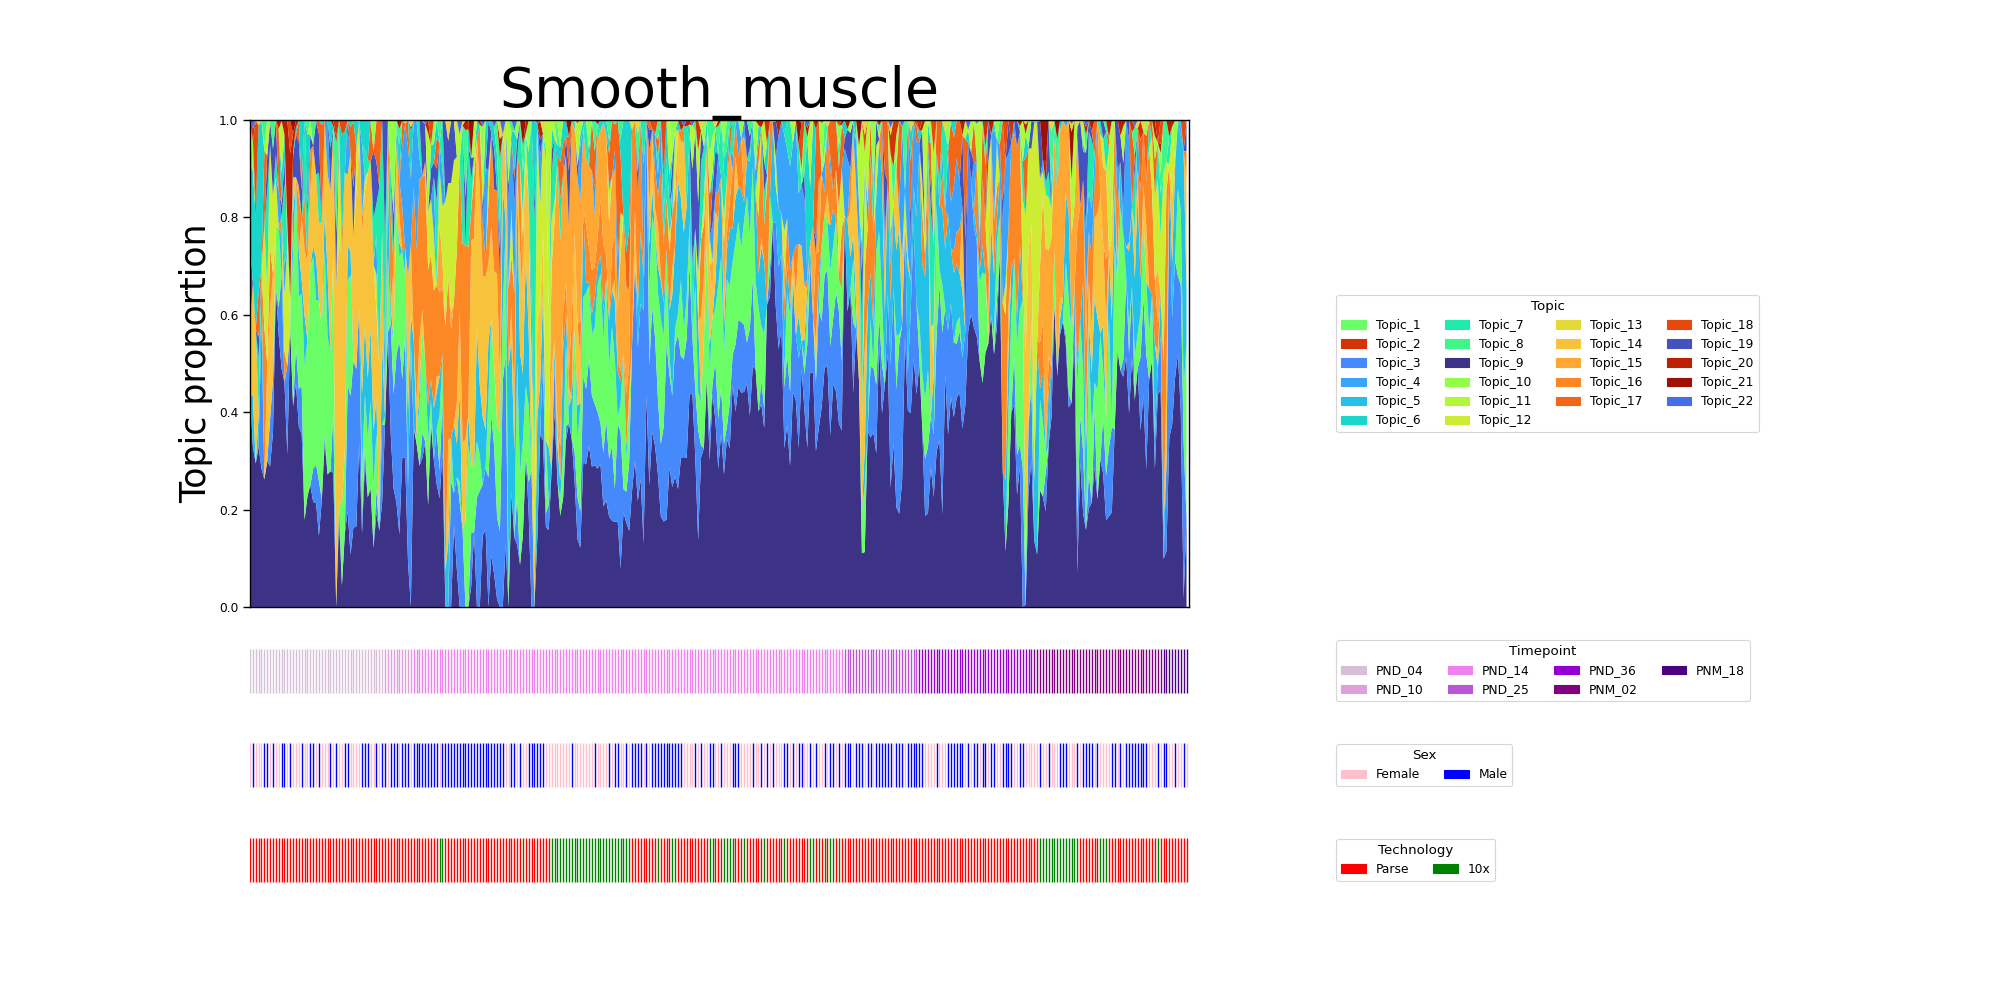 Smooth_muscle
Topic proportion
1.0
0.8
0.6
0.4
0.2
0.0
Topic
Topic_1 Topic_7 Topic_13 Topic_18
Topic_2 Topic_8 Topic_14 Topic_19
Topic_3 Topic_9 Topic_15 Topic_20
Topic_4 Topic_10 Topic_16 Topic_21
Topic_5 Topic_11 Topic_17 Topic_22
Topic_6 Topic_12
Timepoint
PND_04 PND_14 PND_36 PNM_18
PND_10 PND_25 PNM_02
Sex
Female Male
Technology
Parse 10x